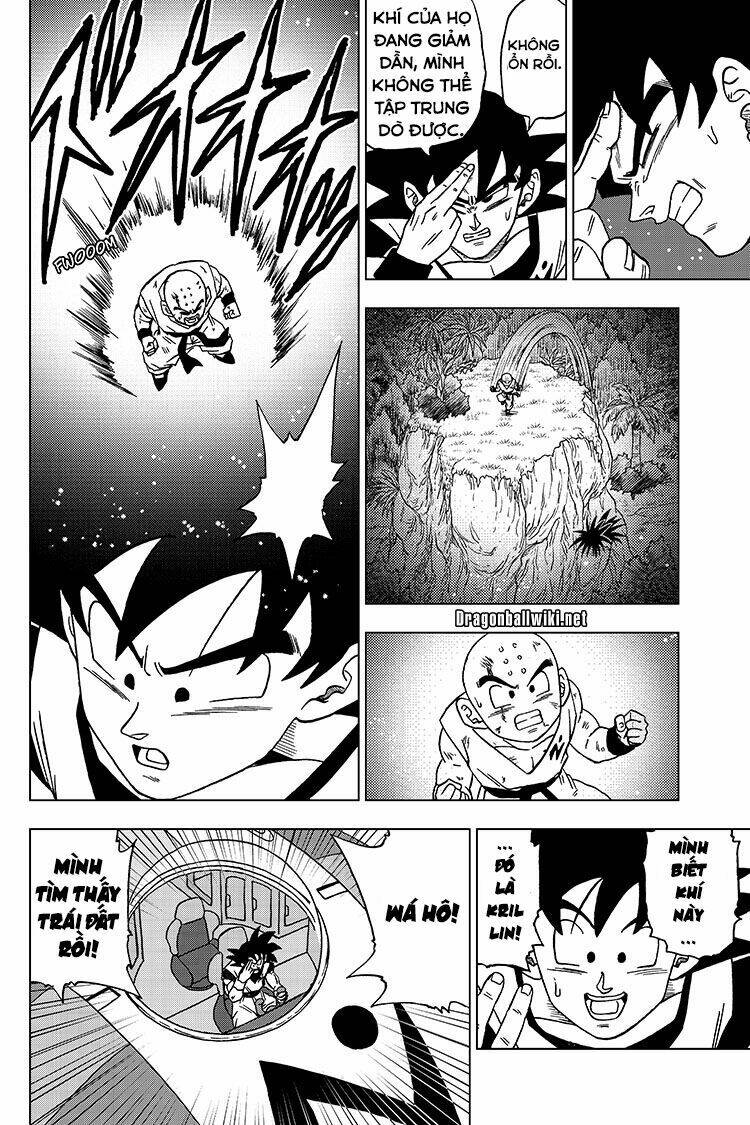 KHÔNG
ỔN RỒI.
KHÍ CỦA HỌ
ĐANG GIẢM
DẦN, MÌNH
KHÔNG THỂ
TẬP TRUNG
DÒ ĐƯỢC.
FWOOOM
Dragonballwiki.net
MÌNH
BIẾT
KHÍ
NÀY
...
...
ĐÓ
LÀ
KRIL
LIN!
WÁ HÔ!
MÌNH
TÌM THẤY
TRÁI ĐẤT
RỒI!